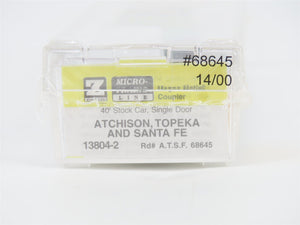 #68645
14/00
Z
MICRO-
LINE
Coupler
40' Stock Car, Single Door
ATCHISON, TOPEKA
AND SANTA FE
13804-2 Rd# A.T.S.F. 68645